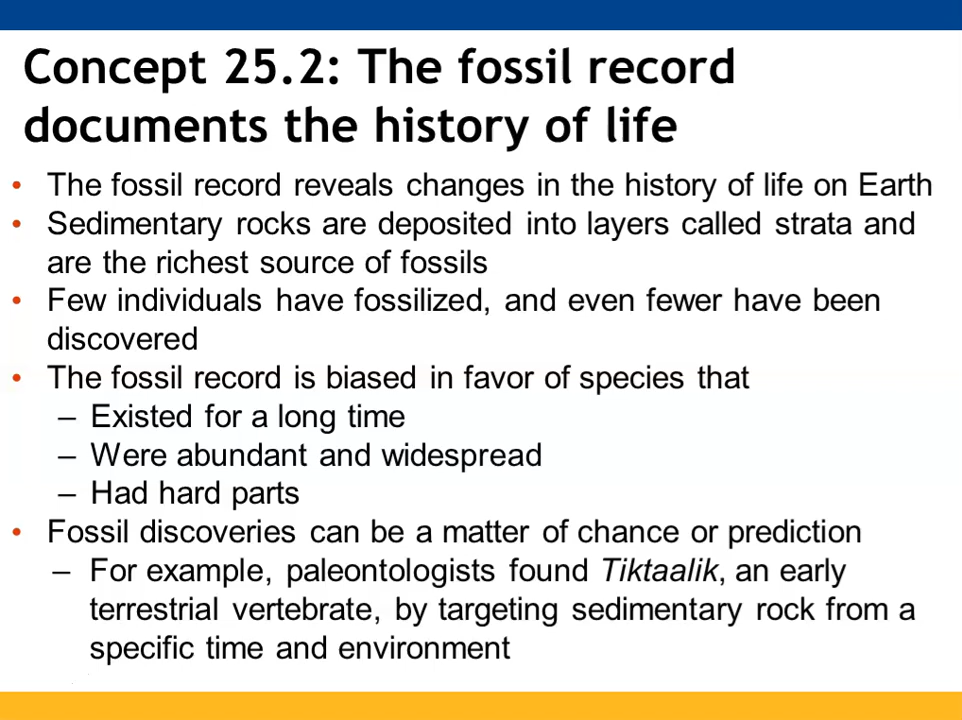 Concept 25.2: The fossil record
documents the history of life
• The fossil record reveals changes in the history of life on Earth
• Sedimentary rocks are deposited into layers called strata and
are the richest source of fossils
• Few individuals have fossilized, and even fewer have been
discovered
• The fossil record is biased in favor of species that
– Existed for a long time
– Were abundant and widespread
– Had hard parts
• Fossil discoveries can be a matter of chance or prediction
– For example, paleontologists found Tiktaalik, an early
terrestrial vertebrate, by targeting sedimentary rock from a
specific time and environment